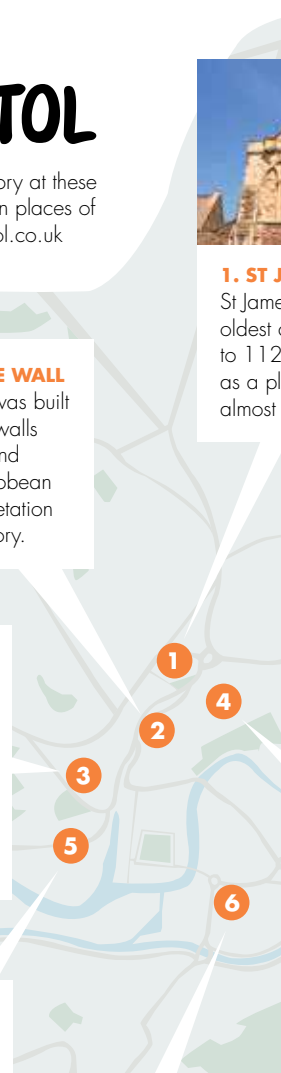 TOL
ory at these
n places of
ol.co.uk
1. ST J
St Jame
oldest
to 112
as a pl
almost
E WALL
was built
walls
nd
obean
etation
ory.
1
4
2
3
5
6